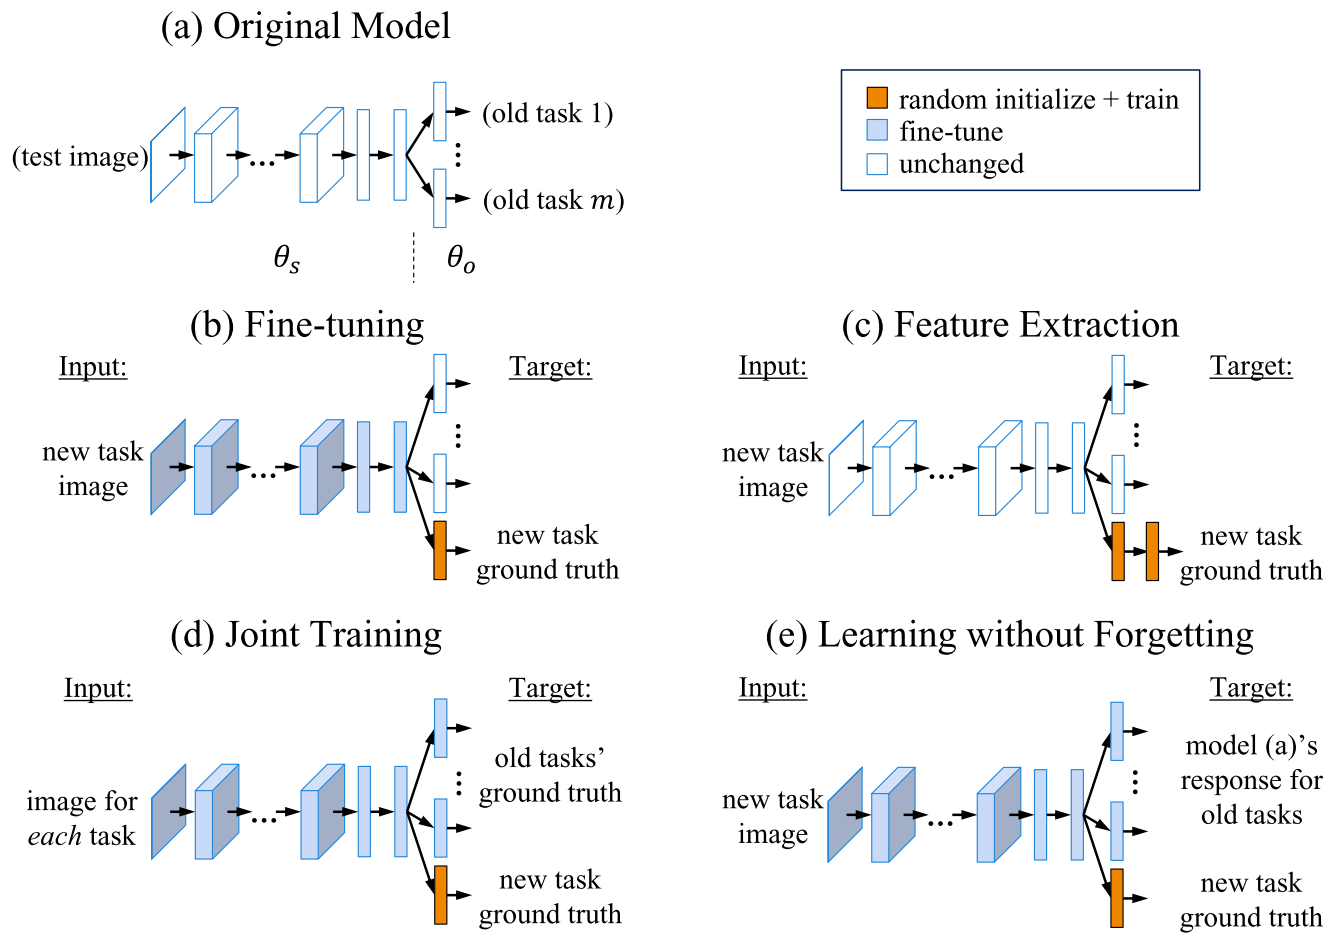 (a) Original Model
(test image)
(old task 1)
(old task m)
θs
θo
random initialize + train
fine-tune
unchanged
(b) Fine-tuning
Input:
Target:
new task
image
new task
ground truth
(c) Feature Extraction
Input:
Target:
new task
image
new task
ground truth
(d) Joint Training
Input:
Target:
image for
each task
old tasks’
ground truth
new task
ground truth
(e) Learning without Forgetting
Input:
Target:
new task
image
model (a)’s
response for
old tasks
new task
ground truth